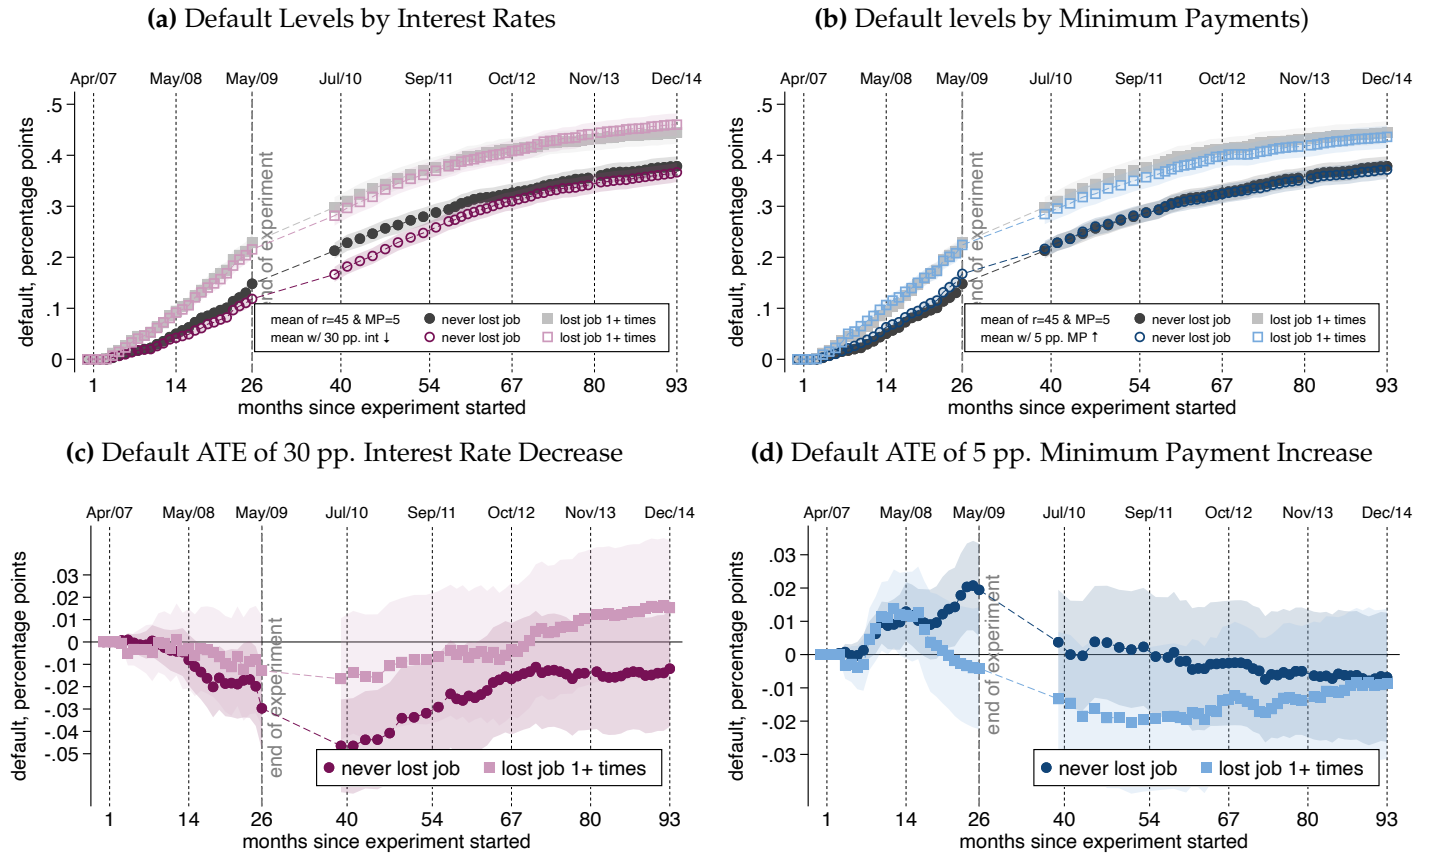 (a) Default Levels by Interest Rates
Apr/07 May/08 May/09 Jul/10 Sep/11 Oct/12 Nov/13 Dec/14
default, percentage points
.5
.4
.3
.2
.1
0
end of experiment
mean of r=45 & MP=5 never lost job lost job 1+ times
mean w/ 30 pp. int ↓ never lost job lost job 1+ times
1 14 26 40 54 67 80 93
months since experiment started
(b) Default levels by Minimum Payments)
Apr/07 May/08 May/09 Jul/10 Sep/11 Oct/12 Nov/13 Dec/14
default, percentage points
.5
.4
.3
.2
.1
0
end of experiment
mean of r=45 & MP=5 never lost job lost job 1+ times
mean w/ 5 pp. MP ↑ never lost job lost job 1+ times
1 14 26 40 54 67 80 93
months since experiment started
(c) Default ATE of 30 pp. Interest Rate Decrease
Apr/07 May/08 May/09 Jul/10 Sep/11 Oct/12 Nov/13 Dec/14
default, percentage points
.03
.02
.01
0
-.01
-.02
-.03
-.04
-.05
end of experiment
never lost job lost job 1+ times
1 14 26 40 54 67 80 93
months since experiment started
(d) Default ATE of 5 pp. Minimum Payment Increase
Apr/07 May/08 May/09 Jul/10 Sep/11 Oct/12 Nov/13 Dec/14
default, percentage points
.03
.02
.01
0
-.01
-.02
-.03
end of experiment
never lost job lost job 1+ times
1 14 26 40 54 67 80 93
months since experiment started